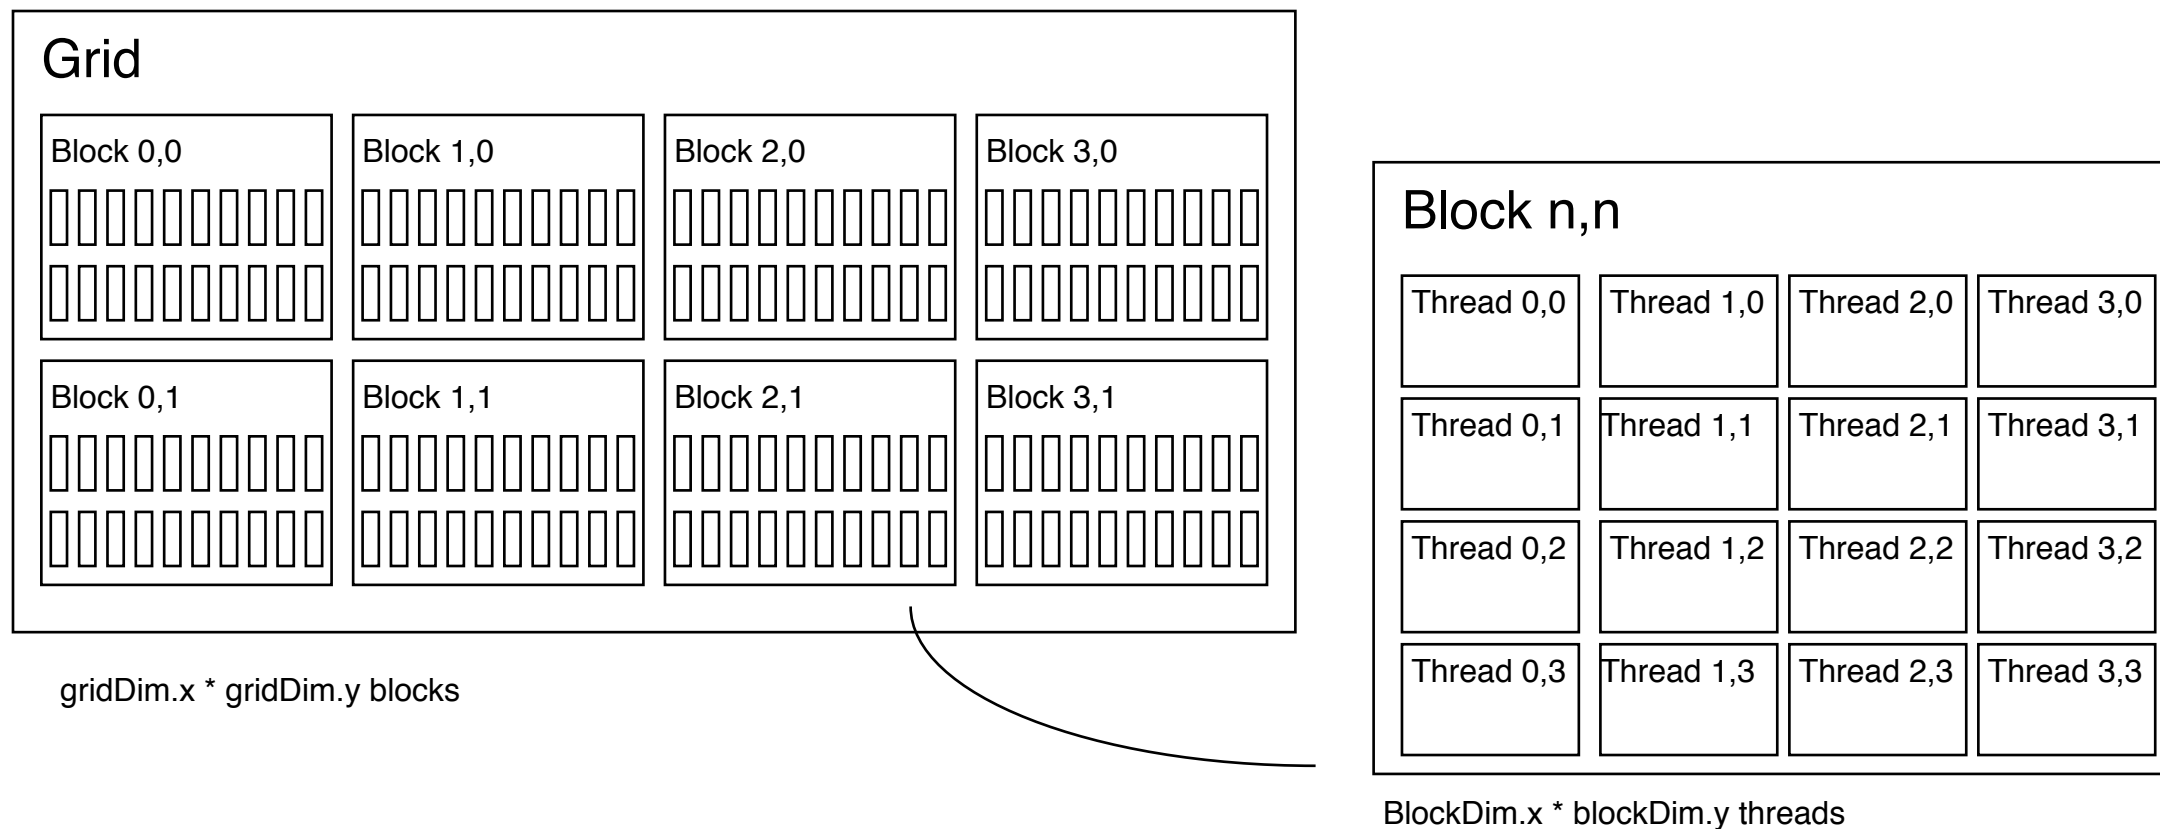 Grid
Block 0,0 Block 1,0 Block 2,0 Block 3,0
Block 0,1 Block 1,1 Block 2,1 Block 3,1
gridDim.x * gridDim.y blocks
Block n,n
Thread 0,0 Thread 1,0 Thread 2,0 Thread 3,0
Thread 0,1 Thread 1,1 Thread 2,1 Thread 3,1
Thread 0,2 Thread 1,2 Thread 2,2 Thread 3,2
Thread 0,3 Thread 1,3 Thread 2,3 Thread 3,3
BlockDim.x * blockDim.y threads